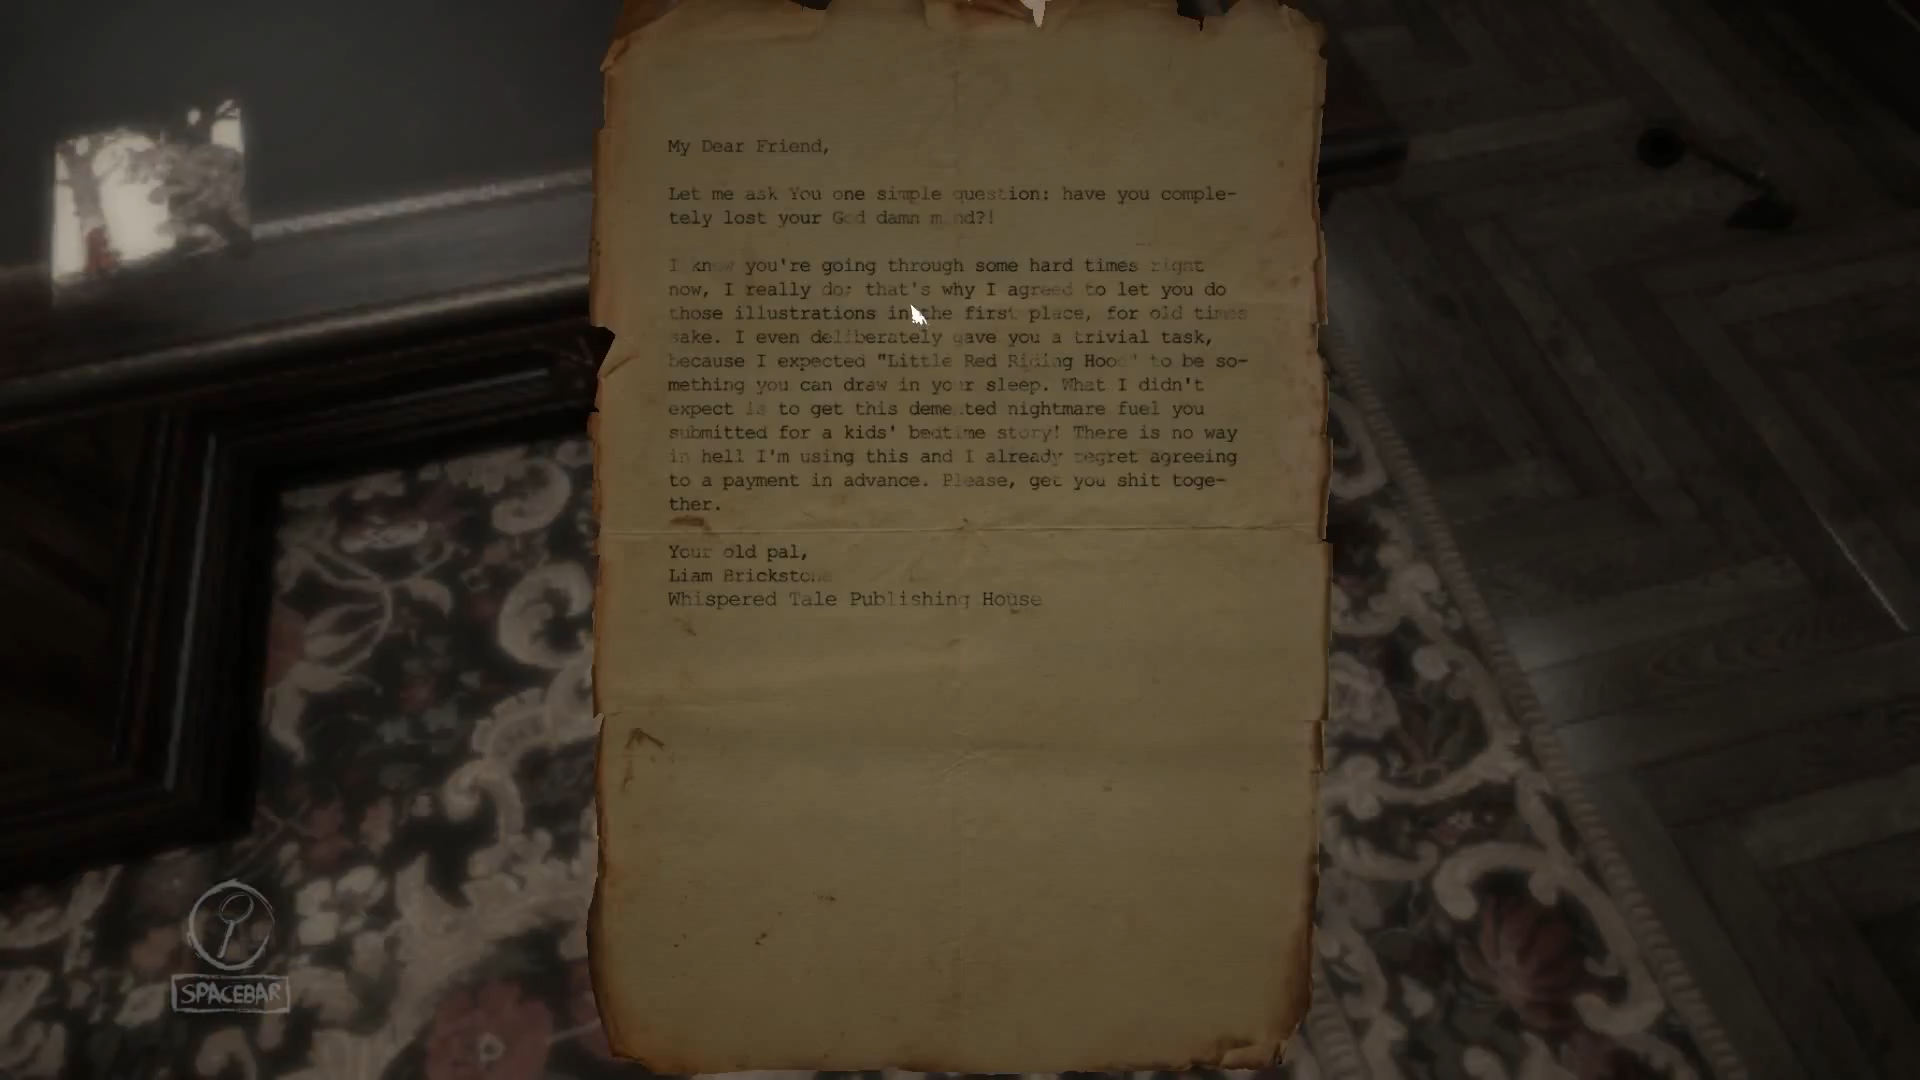 My Dear Friend,
Let me ask You one simple question: have you comple-
tely lost your God damn mind?!
I know you're going through some hard times right
now, I really do; that's why I agreed to let you do
those illustrations in the first place, for old times
sake. I even deliberately gave you a trivial task,
because I expected "Little Red Riding Hood" to be so-
mething you can draw in your sleep. What I didn't
expect is to get this demented nightmare fuel you
submitted for a kids' bedtime story! There is no way
in hell I'm using this and I already regret agreeing
to a payment in advance. Please, get you shit toge-
ther.
Your old pal,
Liam Brickstone
Whispered Tale Publishing House
SPACEBAR